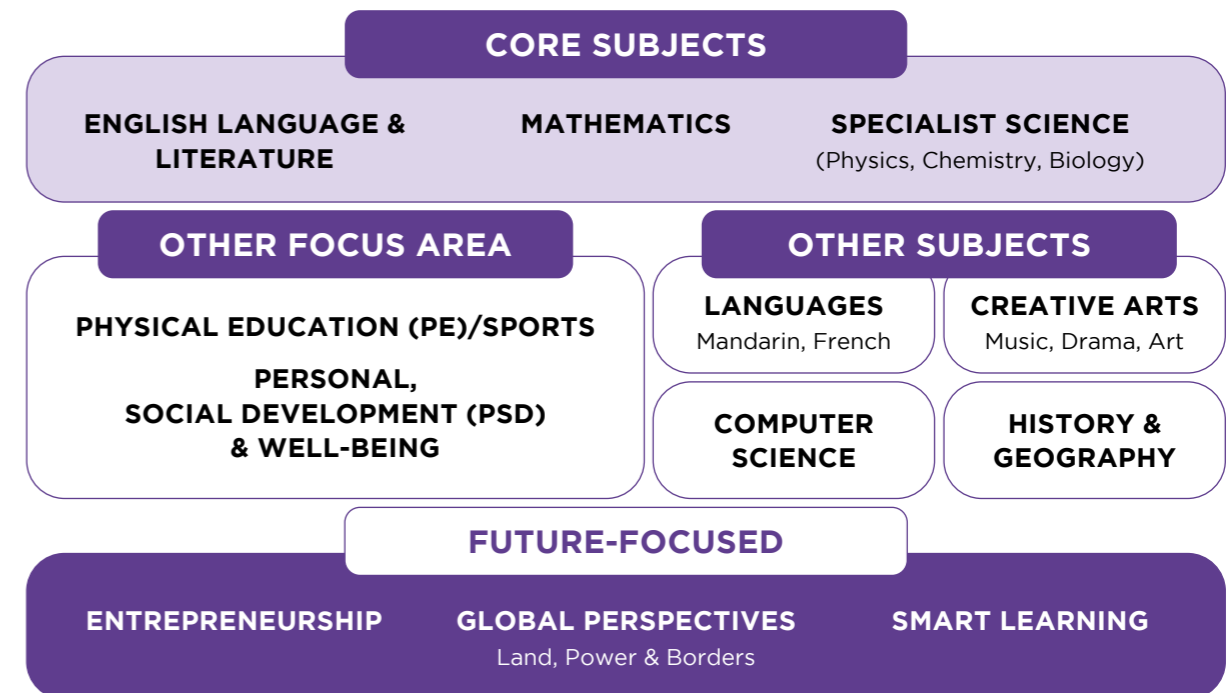 CORE SUBJECTS
ENGLISH LANGUAGE &
LITERATURE
MATHEMATICS
SPECIALIST SCIENCE
(Physics, Chemistry, Biology)
OTHER FOCUS AREA
PHYSICAL EDUCATION (PE)/SPORTS
PERSONAL,
SOCIAL DEVELOPMENT (PSD)
& WELL-BEING
OTHER SUBJECTS
LANGUAGES
Mandarin, French
CREATIVE ARTS
Music, Drama, Art
COMPUTER
SCIENCE
HISTORY &
GEOGRAPHY
FUTURE-FOCUSED
ENTREPRENEURSHIP
GLOBAL PERSPECTIVES
Land, Power & Borders
SMART LEARNING